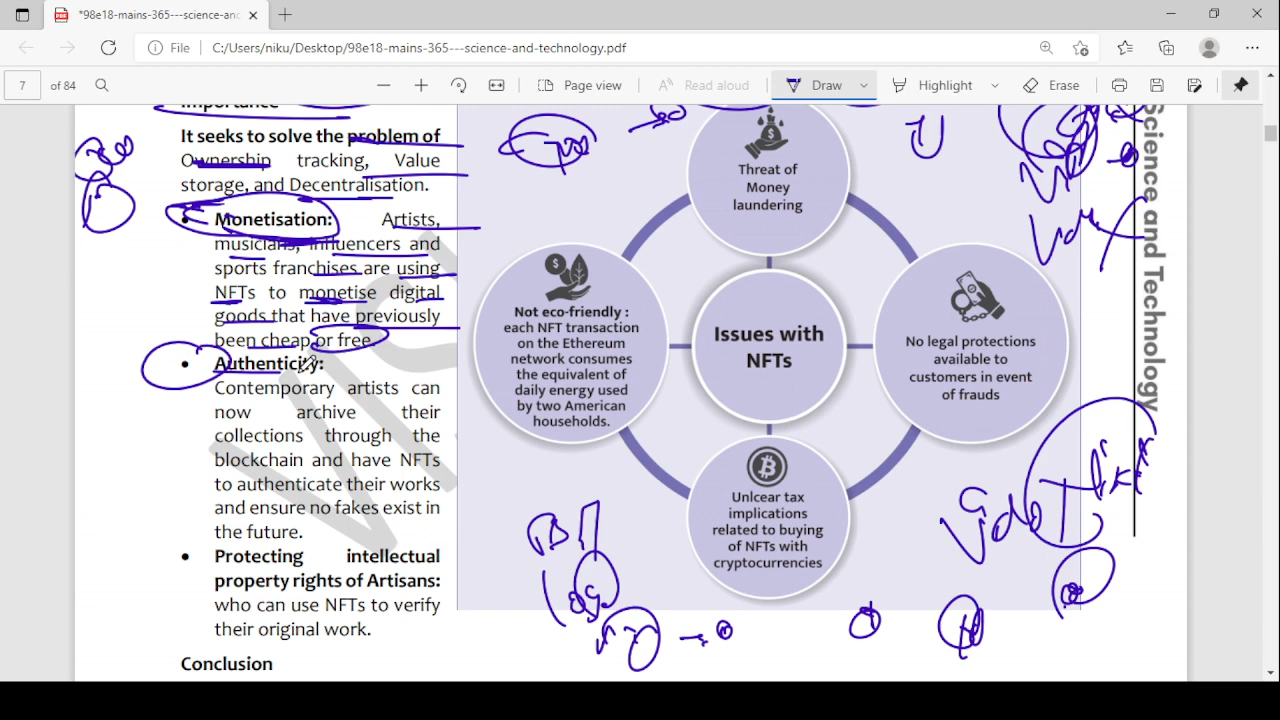 *98e18-mains-365---science-and
File
C:/Users/niku/Desktop/98e18-mains-365---science-and-technology.pdf
7
of 84
Page view
Read aloud
Draw
Highlight
Erase
Importance
It seeks to solve the problem of
Ownership tracking, Value
storage, and Decentralisation.
• Monetisation: Artists,
musicians, influencers and
sports franchises are using
NFTs to monetise digital
goods that have previously
been cheap or free.
• Authenticity:
Contemporary artists can
now archive their
collections through the
blockchain and have NFTs
to authenticate their works
and ensure no fakes exist in
the future.
• Protecting intellectual
property rights of Artisans:
who can use NFTs to verify
their original work.
Conclusion
Threat of
Money
laundering
Not eco-friendly :
each NFT transaction
on the Ethereum
network consumes
the equivalent of
daily energy used
by two American
households.
Issues with
NFTs
No legal protections
available to
customers in event
of frauds
Unlcear tax
implications
related to buying
of NFTs with
cryptocurrencies
Science and Technology